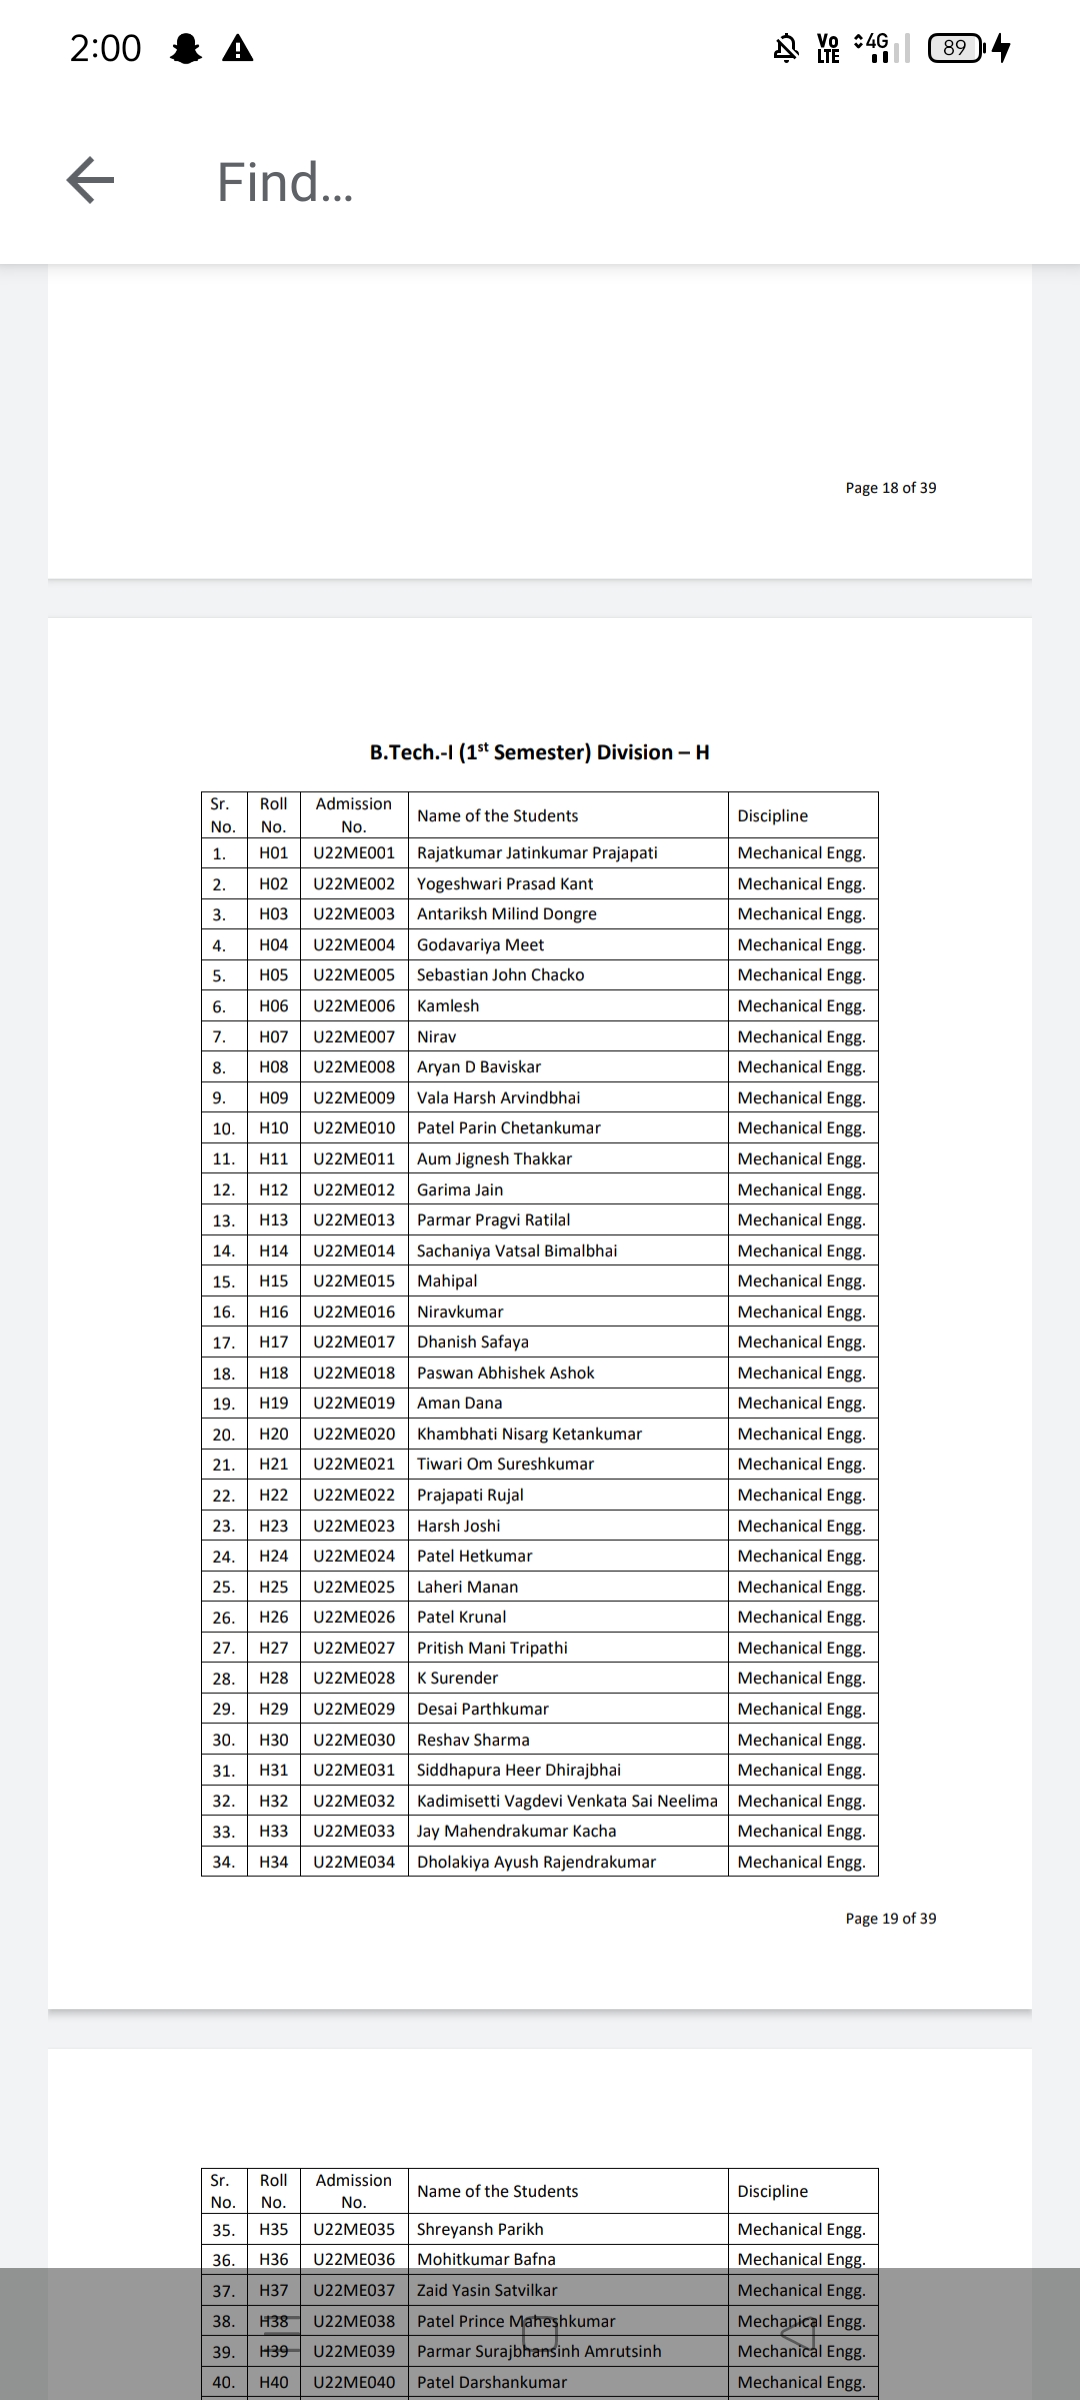 2:00 Vo LTE 4G 89
Find...
Page 18 of 39
B.Tech.-I (1st Semester) Division – H
Sr. No. Roll No. Admission No. Name of the Students Discipline
1. H01 U22ME001 Rajatkumar Jatinkumar Prajapati Mechanical Engg.
2. H02 U22ME002 Yogeshwari Prasad Kant Mechanical Engg.
3. H03 U22ME003 Antariksh Milind Dongre Mechanical Engg.
4. H04 U22ME004 Godavariya Meet Mechanical Engg.
5. H05 U22ME005 Sebastian John Chacko Mechanical Engg.
6. H06 U22ME006 Kamlesh Mechanical Engg.
7. H07 U22ME007 Nirav Mechanical Engg.
8. H08 U22ME008 Aryan D Baviskar Mechanical Engg.
9. H09 U22ME009 Vala Harsh Arvindbhai Mechanical Engg.
10. H10 U22ME010 Patel Parin Chetankumar Mechanical Engg.
11. H11 U22ME011 Aum Jignesh Thakkar Mechanical Engg.
12. H12 U22ME012 Garima Jain Mechanical Engg.
13. H13 U22ME013 Parmar Pragvi Ratilal Mechanical Engg.
14. H14 U22ME014 Sachaniya Vatsal Bimalbhai Mechanical Engg.
15. H15 U22ME015 Mahipal Mechanical Engg.
16. H16 U22ME016 Niravkumar Mechanical Engg.
17. H17 U22ME017 Dhanish Safaya Mechanical Engg.
18. H18 U22ME018 Paswan Abhishek Ashok Mechanical Engg.
19. H19 U22ME019 Aman Dana Mechanical Engg.
20. H20 U22ME020 Khambhati Nisarg Ketankumar Mechanical Engg.
21. H21 U22ME021 Tiwari Om Sureshkumar Mechanical Engg.
22. H22 U22ME022 Prajapati Rujal Mechanical Engg.
23. H23 U22ME023 Harsh Joshi Mechanical Engg.
24. H24 U22ME024 Patel Hetkumar Mechanical Engg.
25. H25 U22ME025 Laheri Manan Mechanical Engg.
26. H26 U22ME026 Patel Krunal Mechanical Engg.
27. H27 U22ME027 Pritish Mani Tripathi Mechanical Engg.
28. H28 U22ME028 K Surender Mechanical Engg.
29. H29 U22ME029 Desai Parthkumar Mechanical Engg.
30. H30 U22ME030 Reshav Sharma Mechanical Engg.
31. H31 U22ME031 Siddhapura Heer Dhirajbhai Mechanical Engg.
32. H32 U22ME032 Kadimisetti Vagdevi Venkata Sai Neelima Mechanical Engg.
33. H33 U22ME033 Jay Mahendrakumar Kacha Mechanical Engg.
34. H34 U22ME034 Dholakiya Ayush Rajendrakumar Mechanical Engg.
Page 19 of 39
Sr. No. Roll No. Admission No. Name of the Students Discipline
35. H35 U22ME035 Shreyansh Parikh Mechanical Engg.
36. H36 U22ME036 Mohitkumar Bafna Mechanical Engg.
37. H37 U22ME037 Zaid Yasin Satvilkar Mechanical Engg.
38. H38 U22ME038 Patel Prince Maheshkumar Mechanical Engg.
39. H39 U22ME039 Parmar Surajbhansinh Amrutsinh Mechanical Engg.
40. H40 U22ME040 Patel Darshankumar Mechanical Engg.